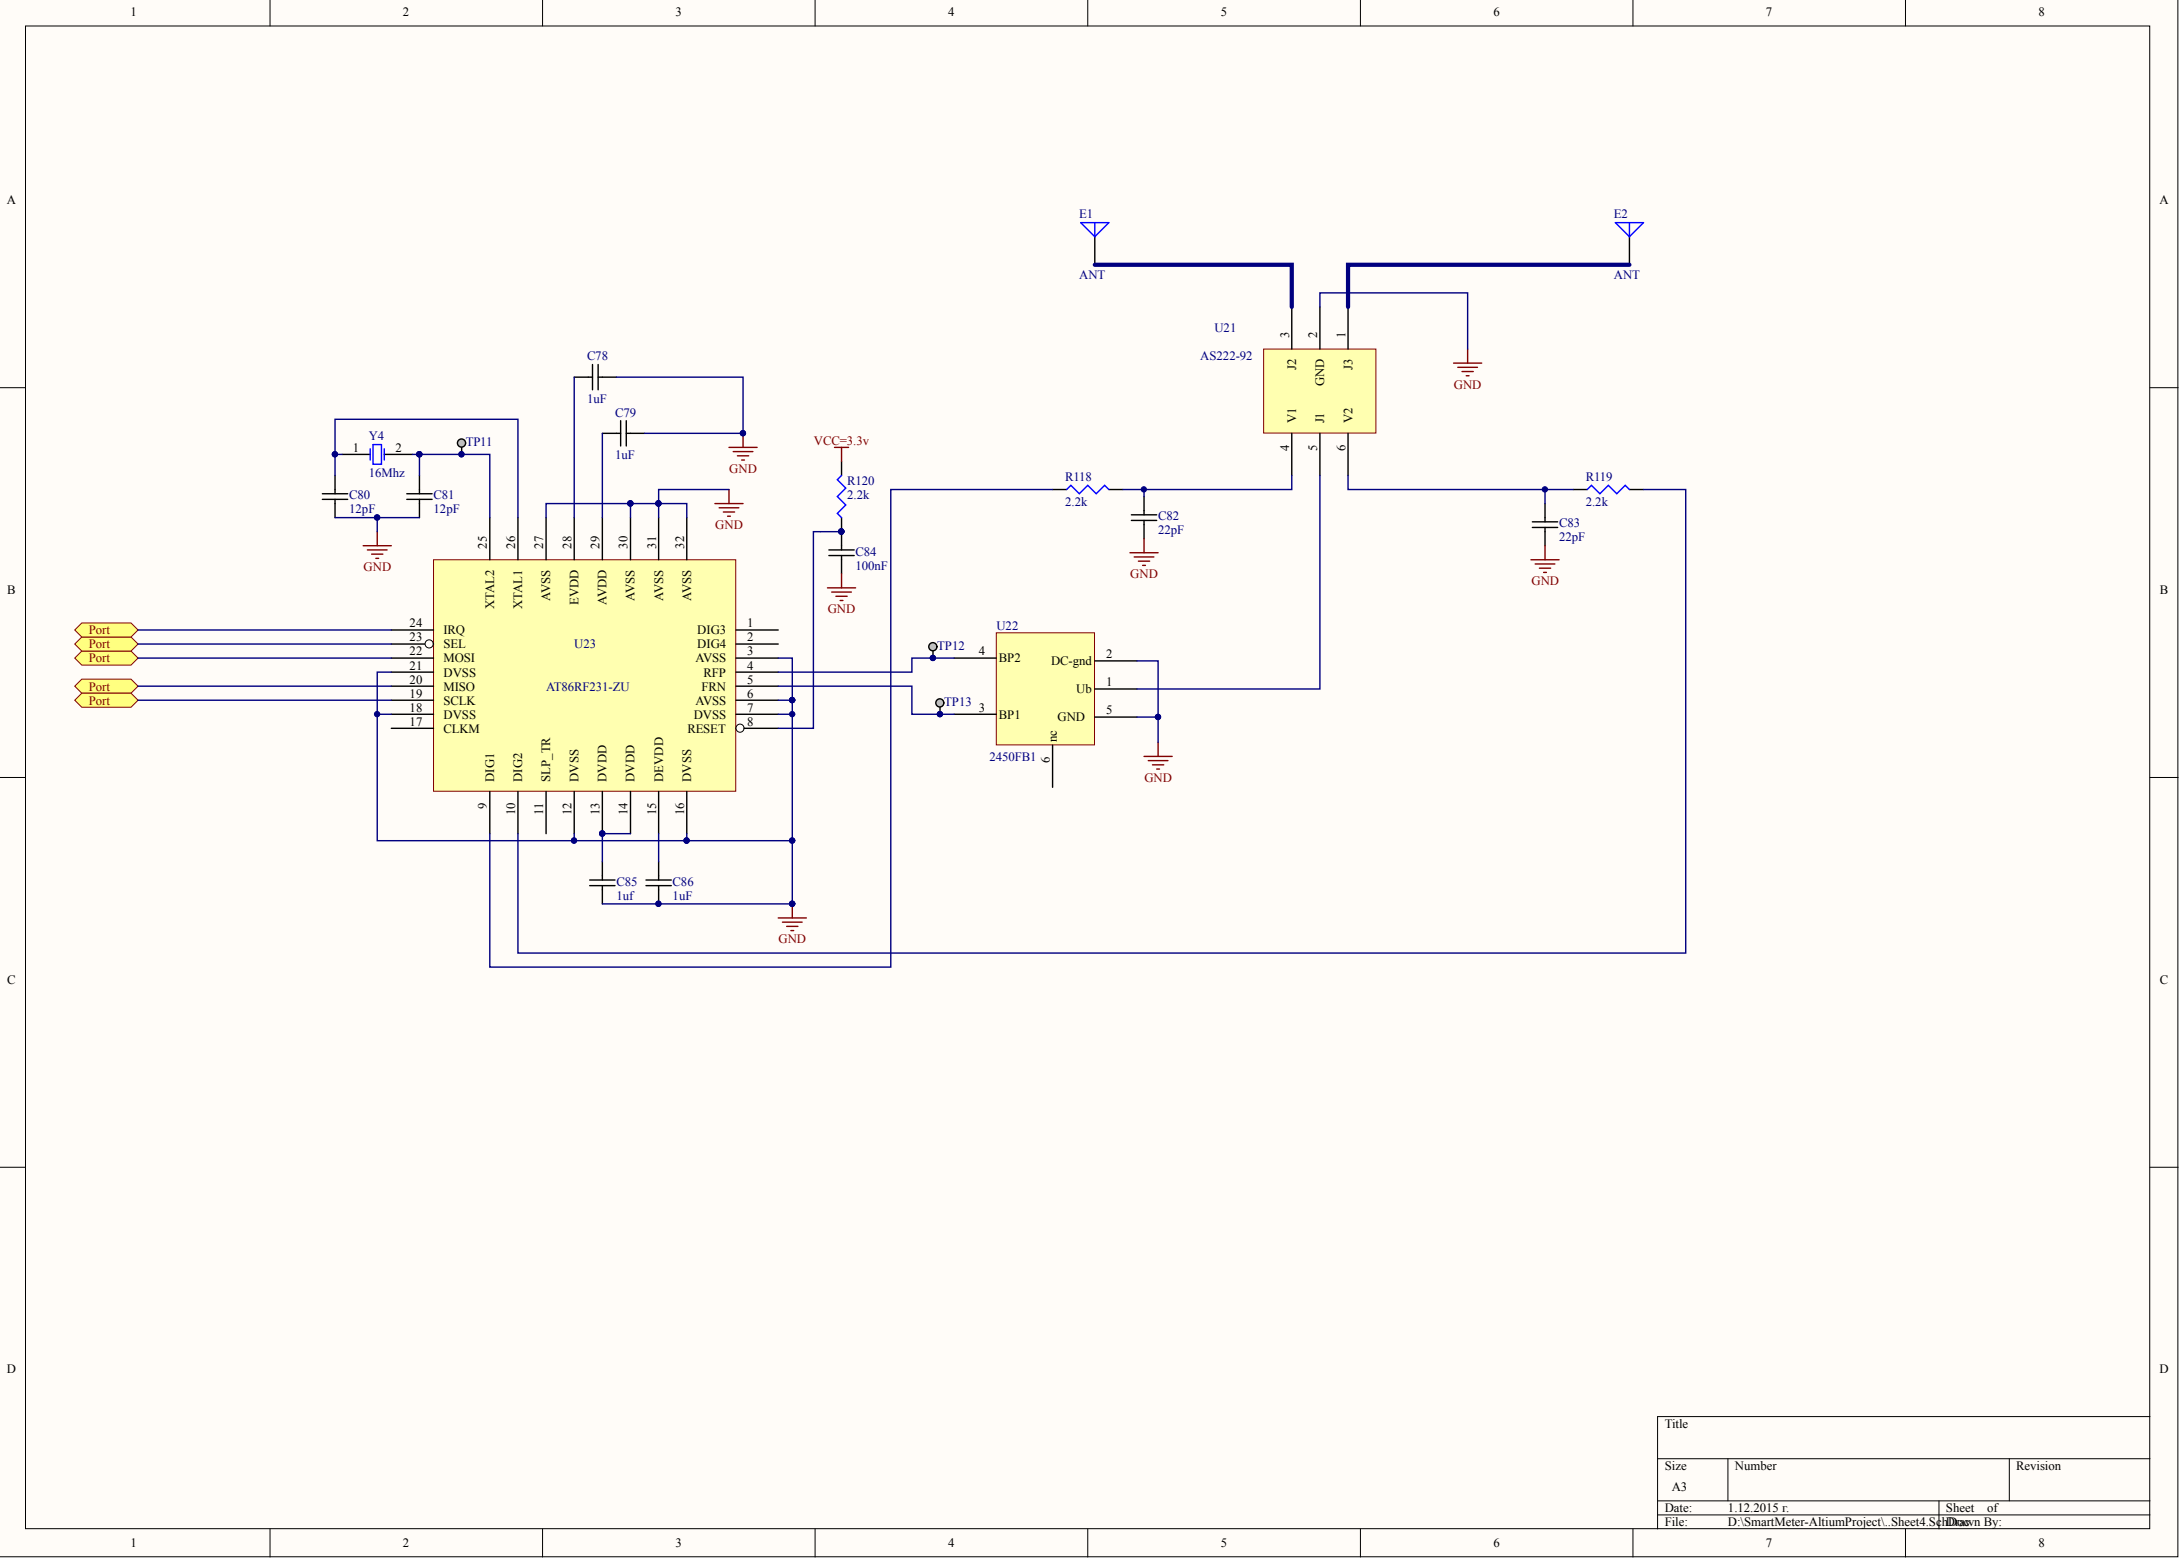 1 2 3 4 5 6 7 8
A A
E1 E2
ANT ANT
U21
AS222-92
3 2 1
J2 GND J3
V1 J1 V2
4 5 6
GND
C78
1uF
C79
1uF
GND
Y4
1 2
16Mhz
TP11
C80
12pF
C81
12pF
GND
GND
VCC=3.3v
R120
2.2k
C84
100nF
GND
R118
2.2k
C82
22pF
GND
R119
2.2k
C83
22pF
GND
B B
25 26 27 28 29 30 31 32
XTAL2 XTAL1 AVSS EVDD AVDD AVSS AVSS AVSS
Port 24 IRQ DIG3 1
Port 23 SEL U23 DIG4 2
Port 22 MOSI AVSS 3
21 DVSS RFP 4
Port 20 MISO AT86RF231-ZU FRN 5
Port 19 SCLK AVSS 6
18 DVSS DVSS 7
17 CLKM RESET 8
DIG1 DIG2 SLP_TR DVSS DVDD DVDD DEVDD DVSS
9 10 11 12 13 14 15 16
TP12
TP13
U22
4 BP2 DC-gnd 2
Ub 1
3 BP1 GND 5
nc
2450FB1 6
GND
C85
1uf
C86
1uF
GND
C C
D D
Title
Size Number Revision
A3
Date: 1.12.2015 г. Sheet of
File: D:\SmartMeter-AltiumProject\..Sheet4.SchDoc Drawn By:
1 2 3 4 5 6 7 8